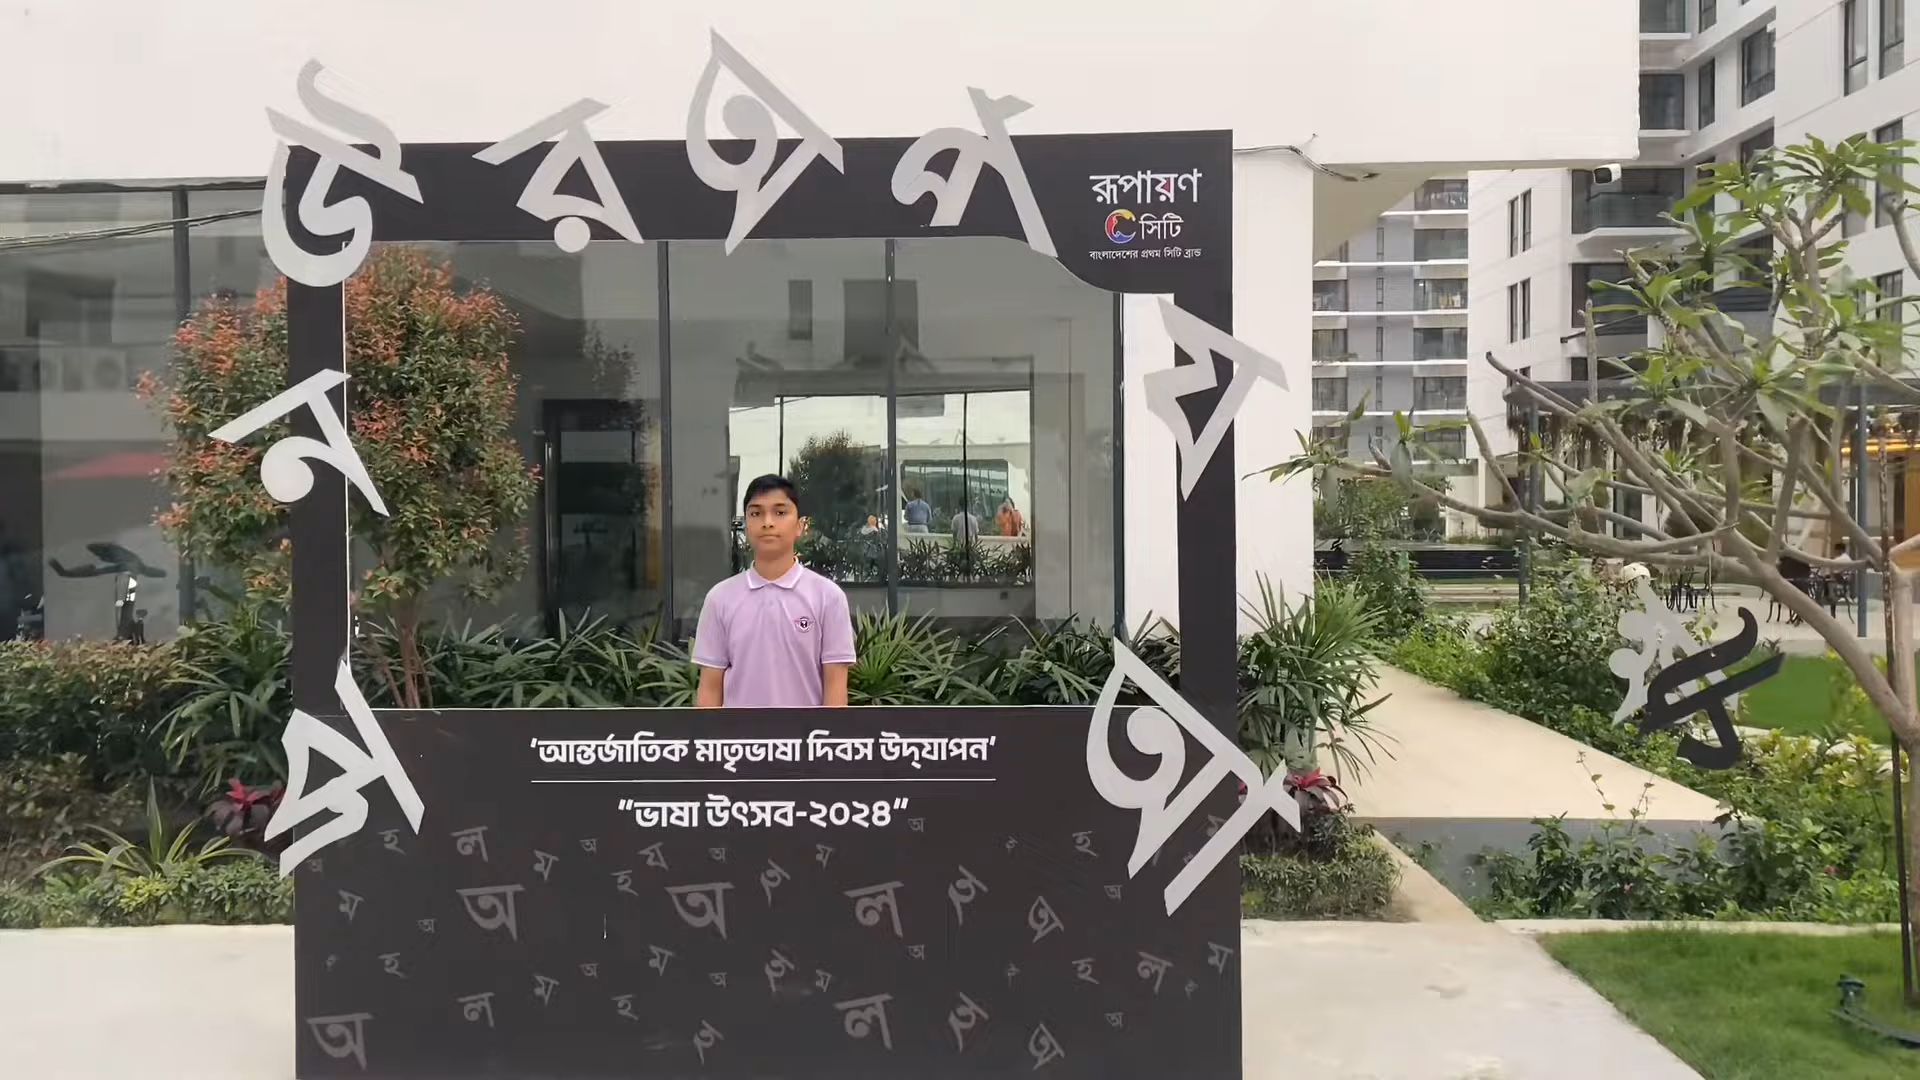 উ র অ প
রূপায়ণ
সিটি
বাংলাদেশের প্রথম সিটি ব্রান্ড
ন য
আ
‘আন্তর্জাতিক মাতৃভাষা দিবস উদ্‌যাপন‘
“ভাষা উৎসব-২০২৪“
হ ল ম অ য অ ম হ
ম অ অ হ অ ল অ
হ অ ম অ ম অ হ ল ম
অ ল ম হ ল অ